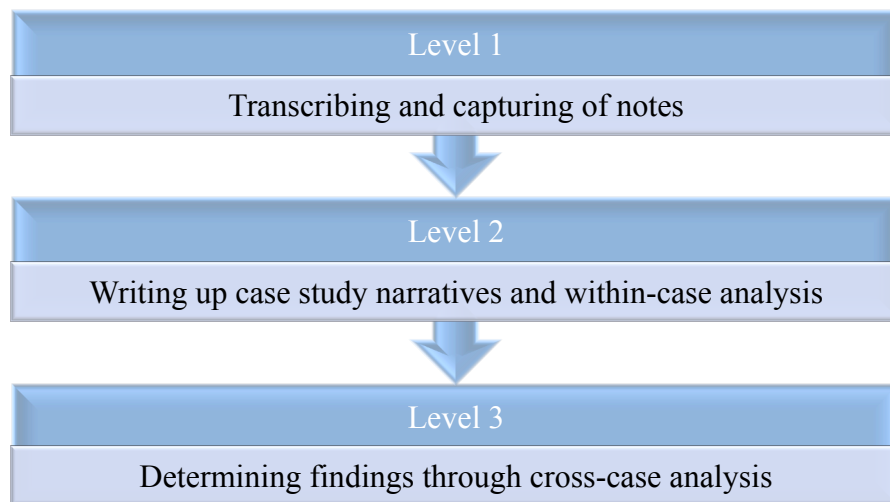 Level 1
Transcribing and capturing of notes
Level 2
Writing up case study narratives and within-case analysis
Level 3
Determining findings through cross-case analysis